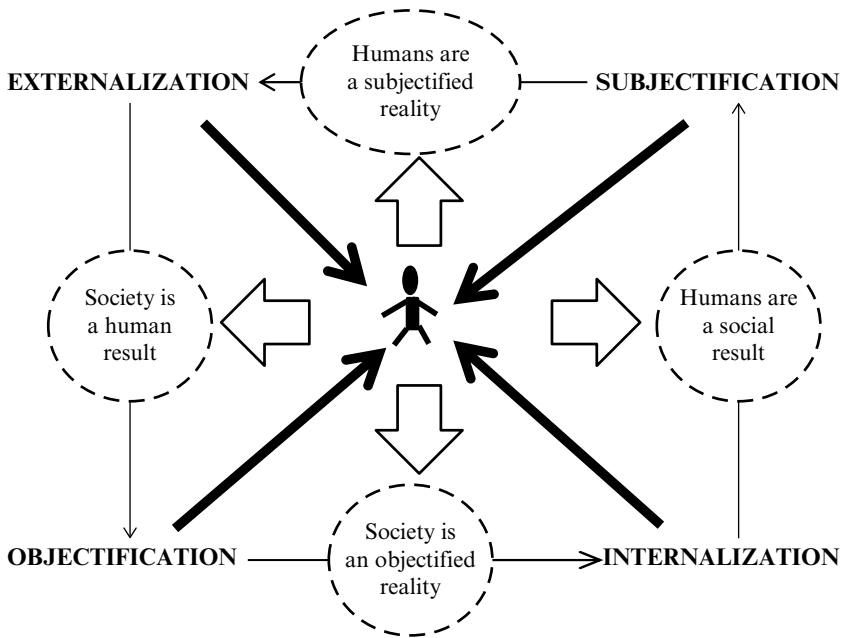 Humans are
a subjectified
reality
EXTERNALIZATION
SUBJECTIFICATION
Society is
a human
result
Humans are
a social
result
Society is
an objectified
reality
OBJECTIFICATION
INTERNALIZATION